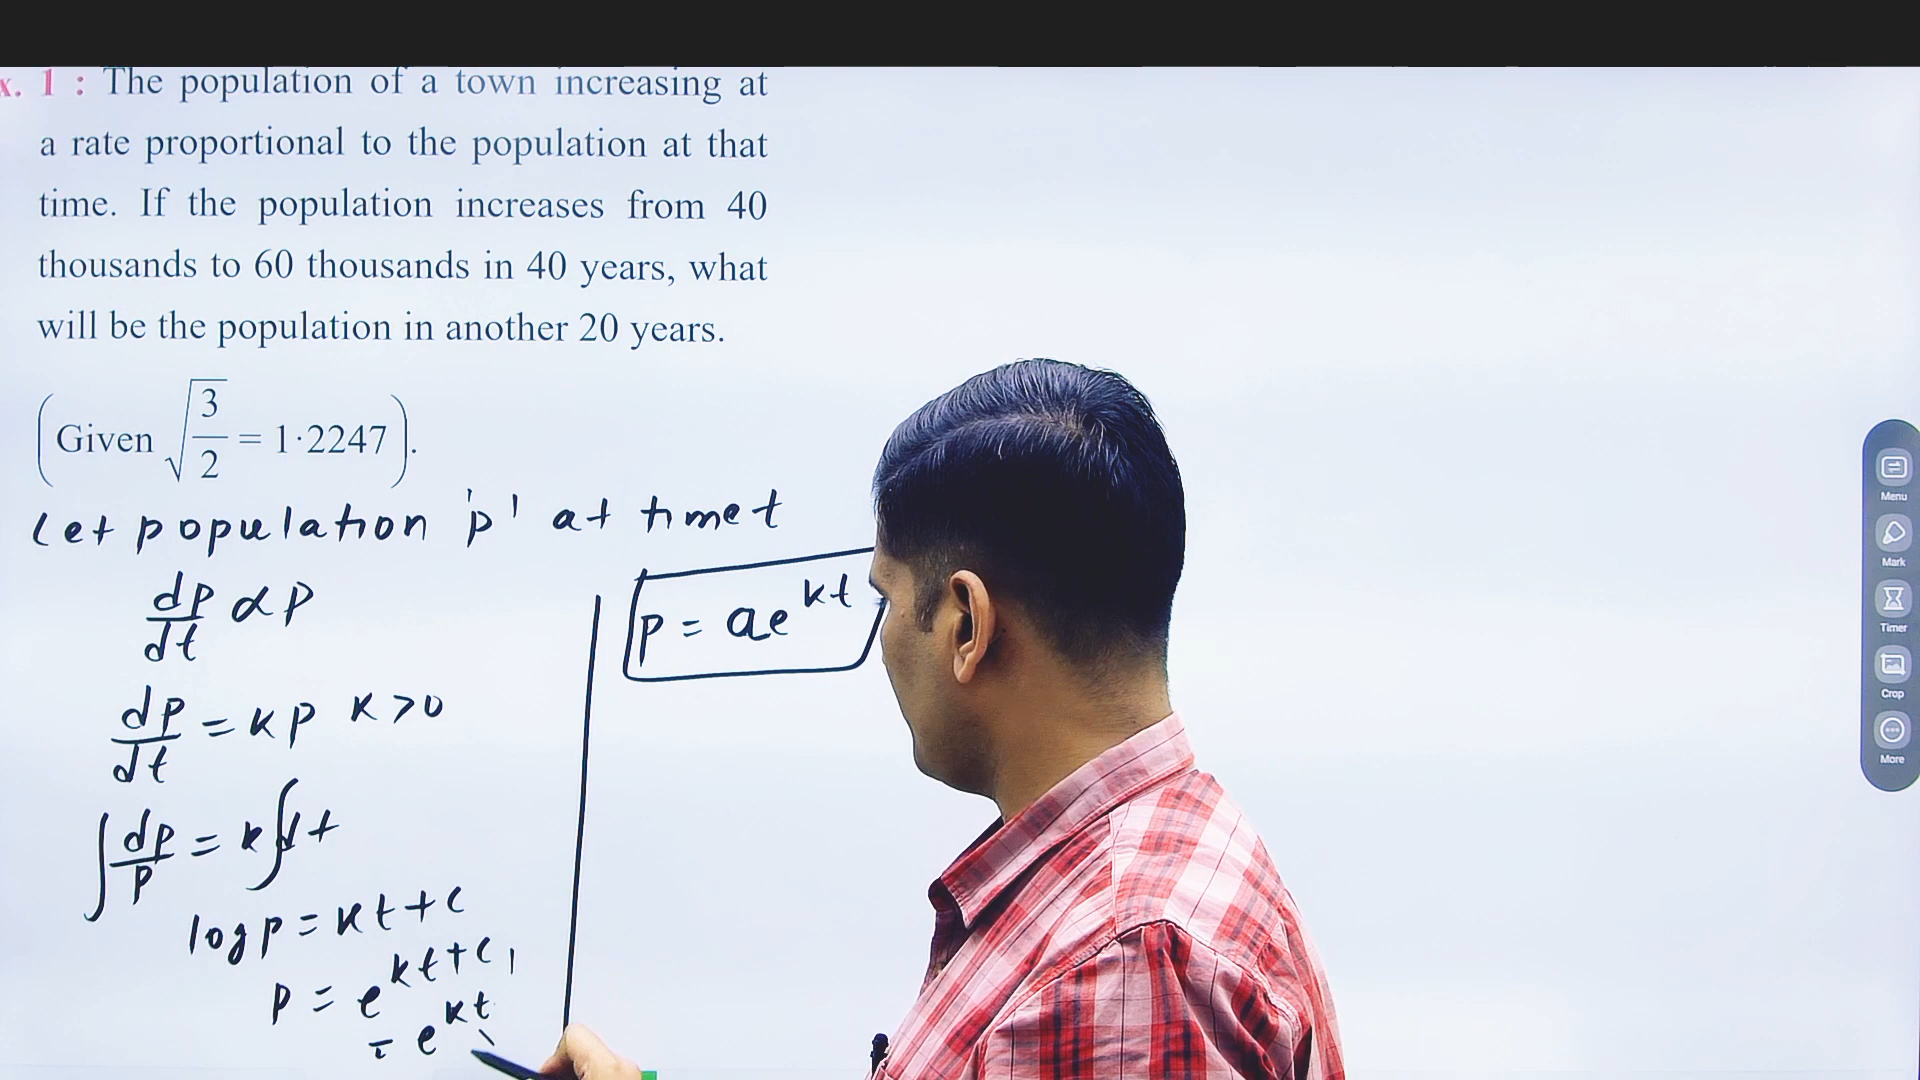 x. 1 : The population of a town increasing at
a rate proportional to the population at that
time. If the population increases from 40
thousands to 60 thousands in 40 years, what
will be the population in another 20 years.
(Given √3/2 = 1·2247).
Let population 'p' at time t
dp/dt ∝ p
dp/dt = kp k>0
∫dp/p = k∫dt
log p = kt+c
p = e^kt+c1
= e^kt
p = ae^kt
Menu
Mark
Timer
Crop
More